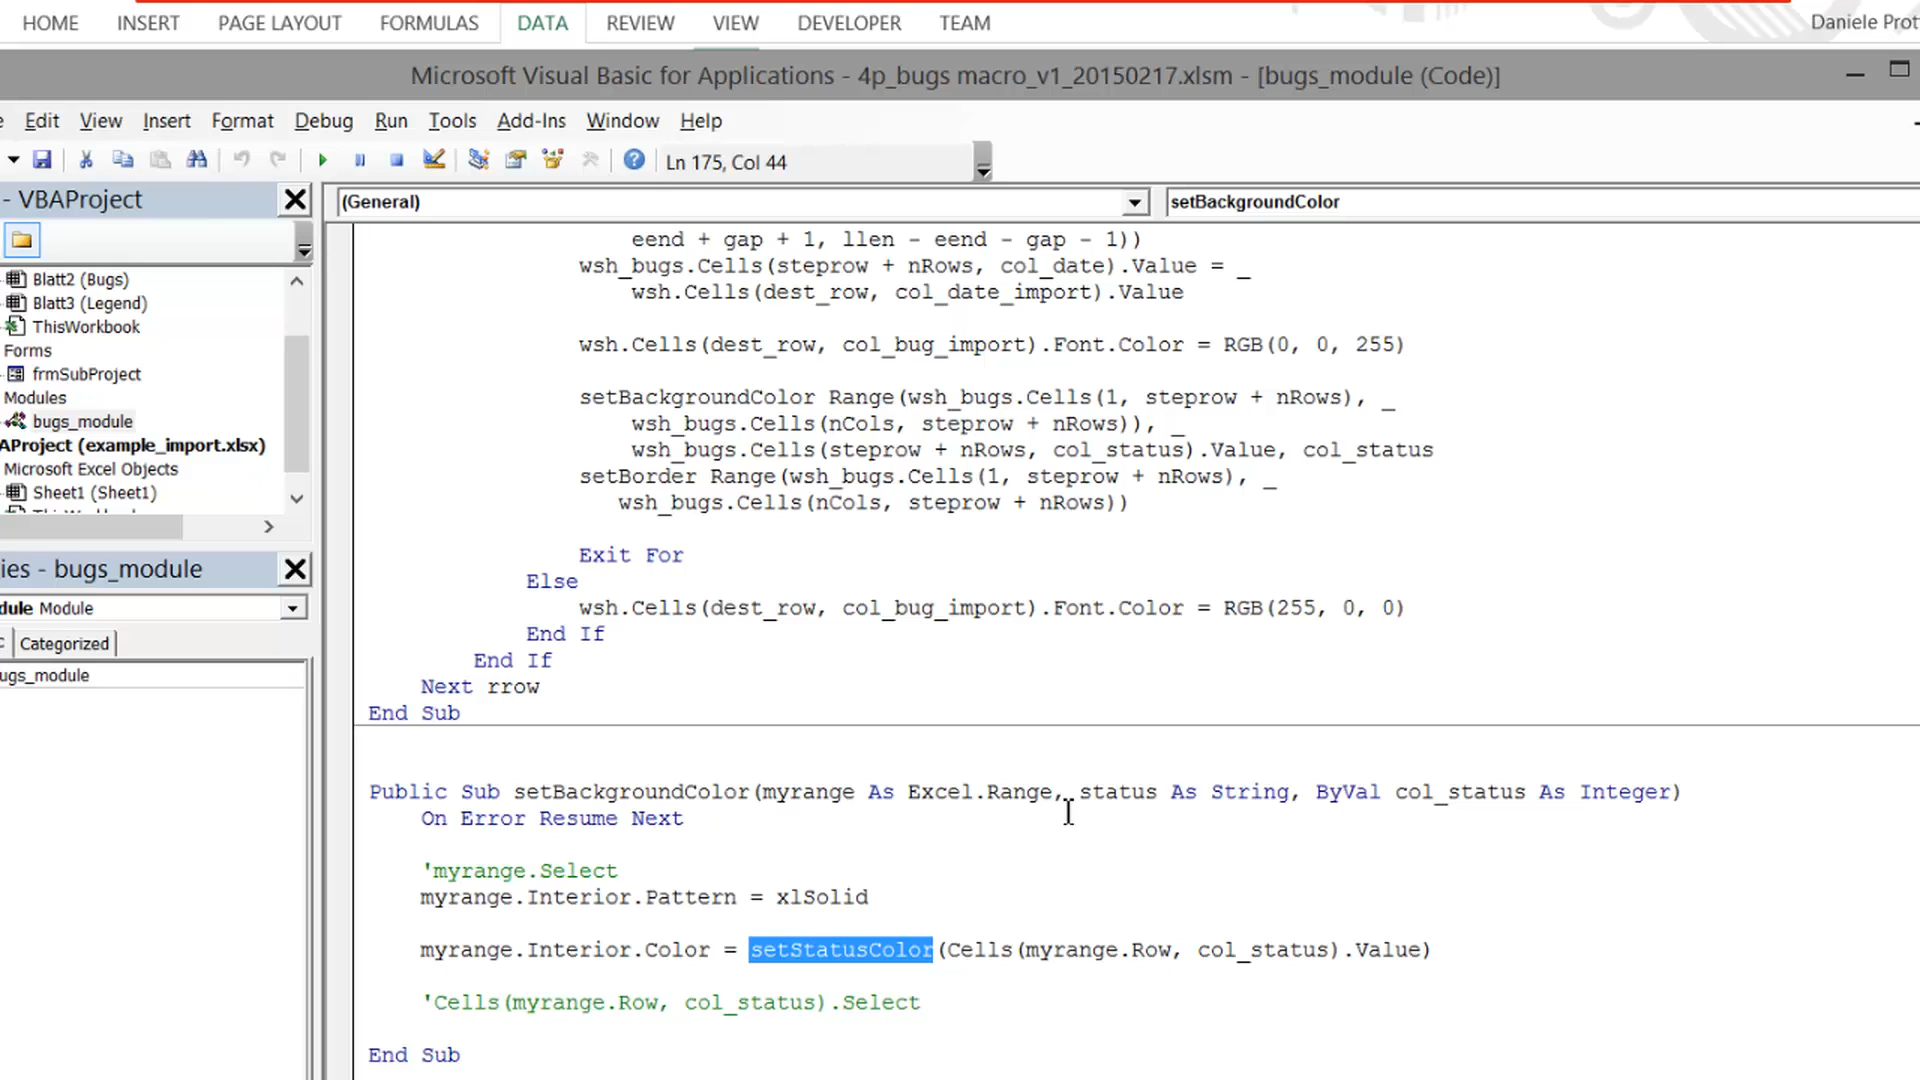 HOME INSERT PAGE LAYOUT FORMULAS DATA REVIEW VIEW DEVELOPER TEAM Daniele Prot
Microsoft Visual Basic for Applications - 4p_bugs macro_v1_20150217.xlsm - [bugs_module (Code)]
e Edit View Insert Format Debug Run Tools Add-Ins Window Help
Ln 175, Col 44
- VBAProject
Blatt2 (Bugs)
Blatt3 (Legend)
ThisWorkbook
Forms
frmSubProject
Modules
bugs_module
AProject (example_import.xlsx)
Microsoft Excel Objects
Sheet1 (Sheet1)
ies - bugs_module
dule Module
c Categorized
ugs_module
(General) setBackgroundColor
eend + gap + 1, llen - eend - gap - 1))
wsh_bugs.Cells(steprow + nRows, col_date).Value = _
wsh.Cells(dest_row, col_date_import).Value
wsh.Cells(dest_row, col_bug_import).Font.Color = RGB(0, 0, 255)
setBackgroundColor Range(wsh_bugs.Cells(1, steprow + nRows), _
wsh_bugs.Cells(nCols, steprow + nRows)), _
wsh_bugs.Cells(steprow + nRows, col_status).Value, col_status
setBorder Range(wsh_bugs.Cells(1, steprow + nRows), _
wsh_bugs.Cells(nCols, steprow + nRows))
Exit For
Else
wsh.Cells(dest_row, col_bug_import).Font.Color = RGB(255, 0, 0)
End If
End If
Next rrow
End Sub
Public Sub setBackgroundColor(myrange As Excel.Range, status As String, ByVal col_status As Integer)
On Error Resume Next
'myrange.Select
myrange.Interior.Pattern = xlSolid
myrange.Interior.Color = setStatusColor(Cells(myrange.Row, col_status).Value)
'Cells(myrange.Row, col_status).Select
End Sub